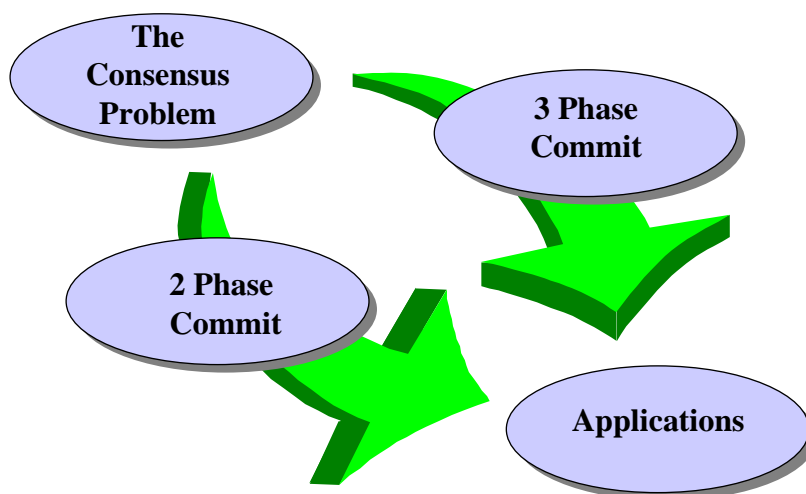 The
Consensus
Problem
3 Phase
Commit
2 Phase
Commit
Applications